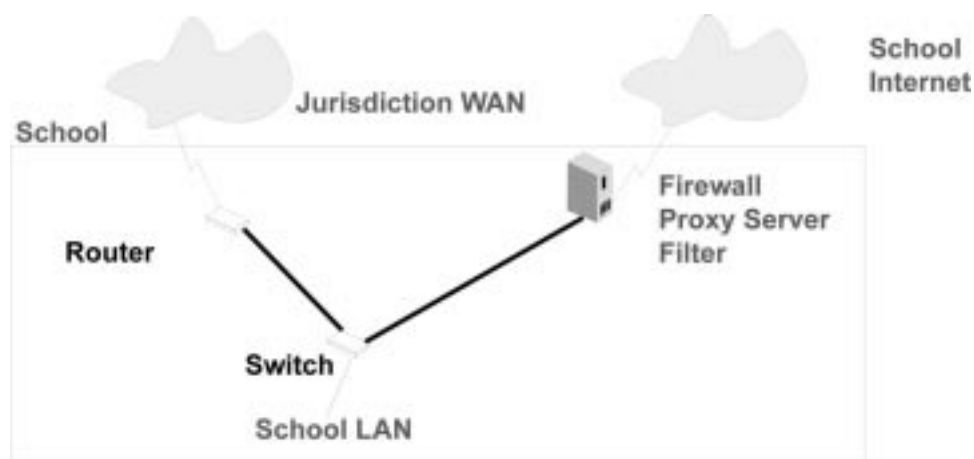 School
Internet
Jurisdiction WAN
School
Firewall
Proxy Server
Filter
Router
Switch
School LAN